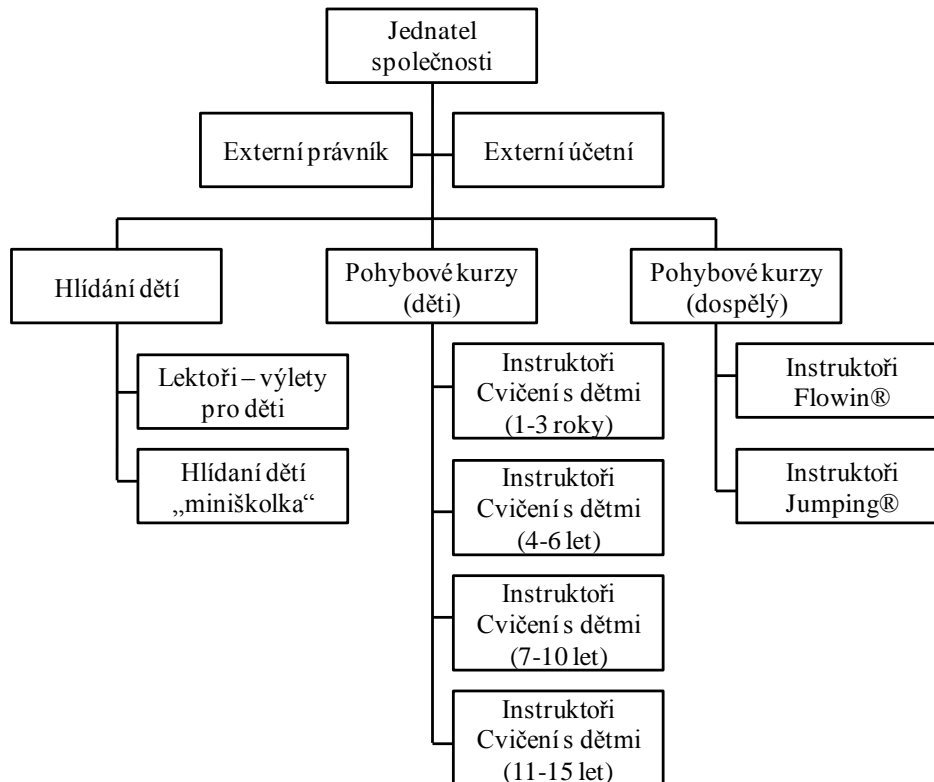 Jednatel
společnosti
Externí právník
Externí účetní
Hlídání dětí
Pohybové kurzy
(děti)
Pohybové kurzy
(dospělý)
Lektoři – výlety
pro děti
Hlídaní dětí
„miniškolka“
Instruktoři
Cvičení s dětmi
(1-3 roky)
Instruktoři
Cvičení s dětmi
(4-6 let)
Instruktoři
Cvičení s dětmi
(7-10 let)
Instruktoři
Cvičení s dětmi
(11-15 let)
Instruktoři
Flowin®
Instruktoři
Jumping®